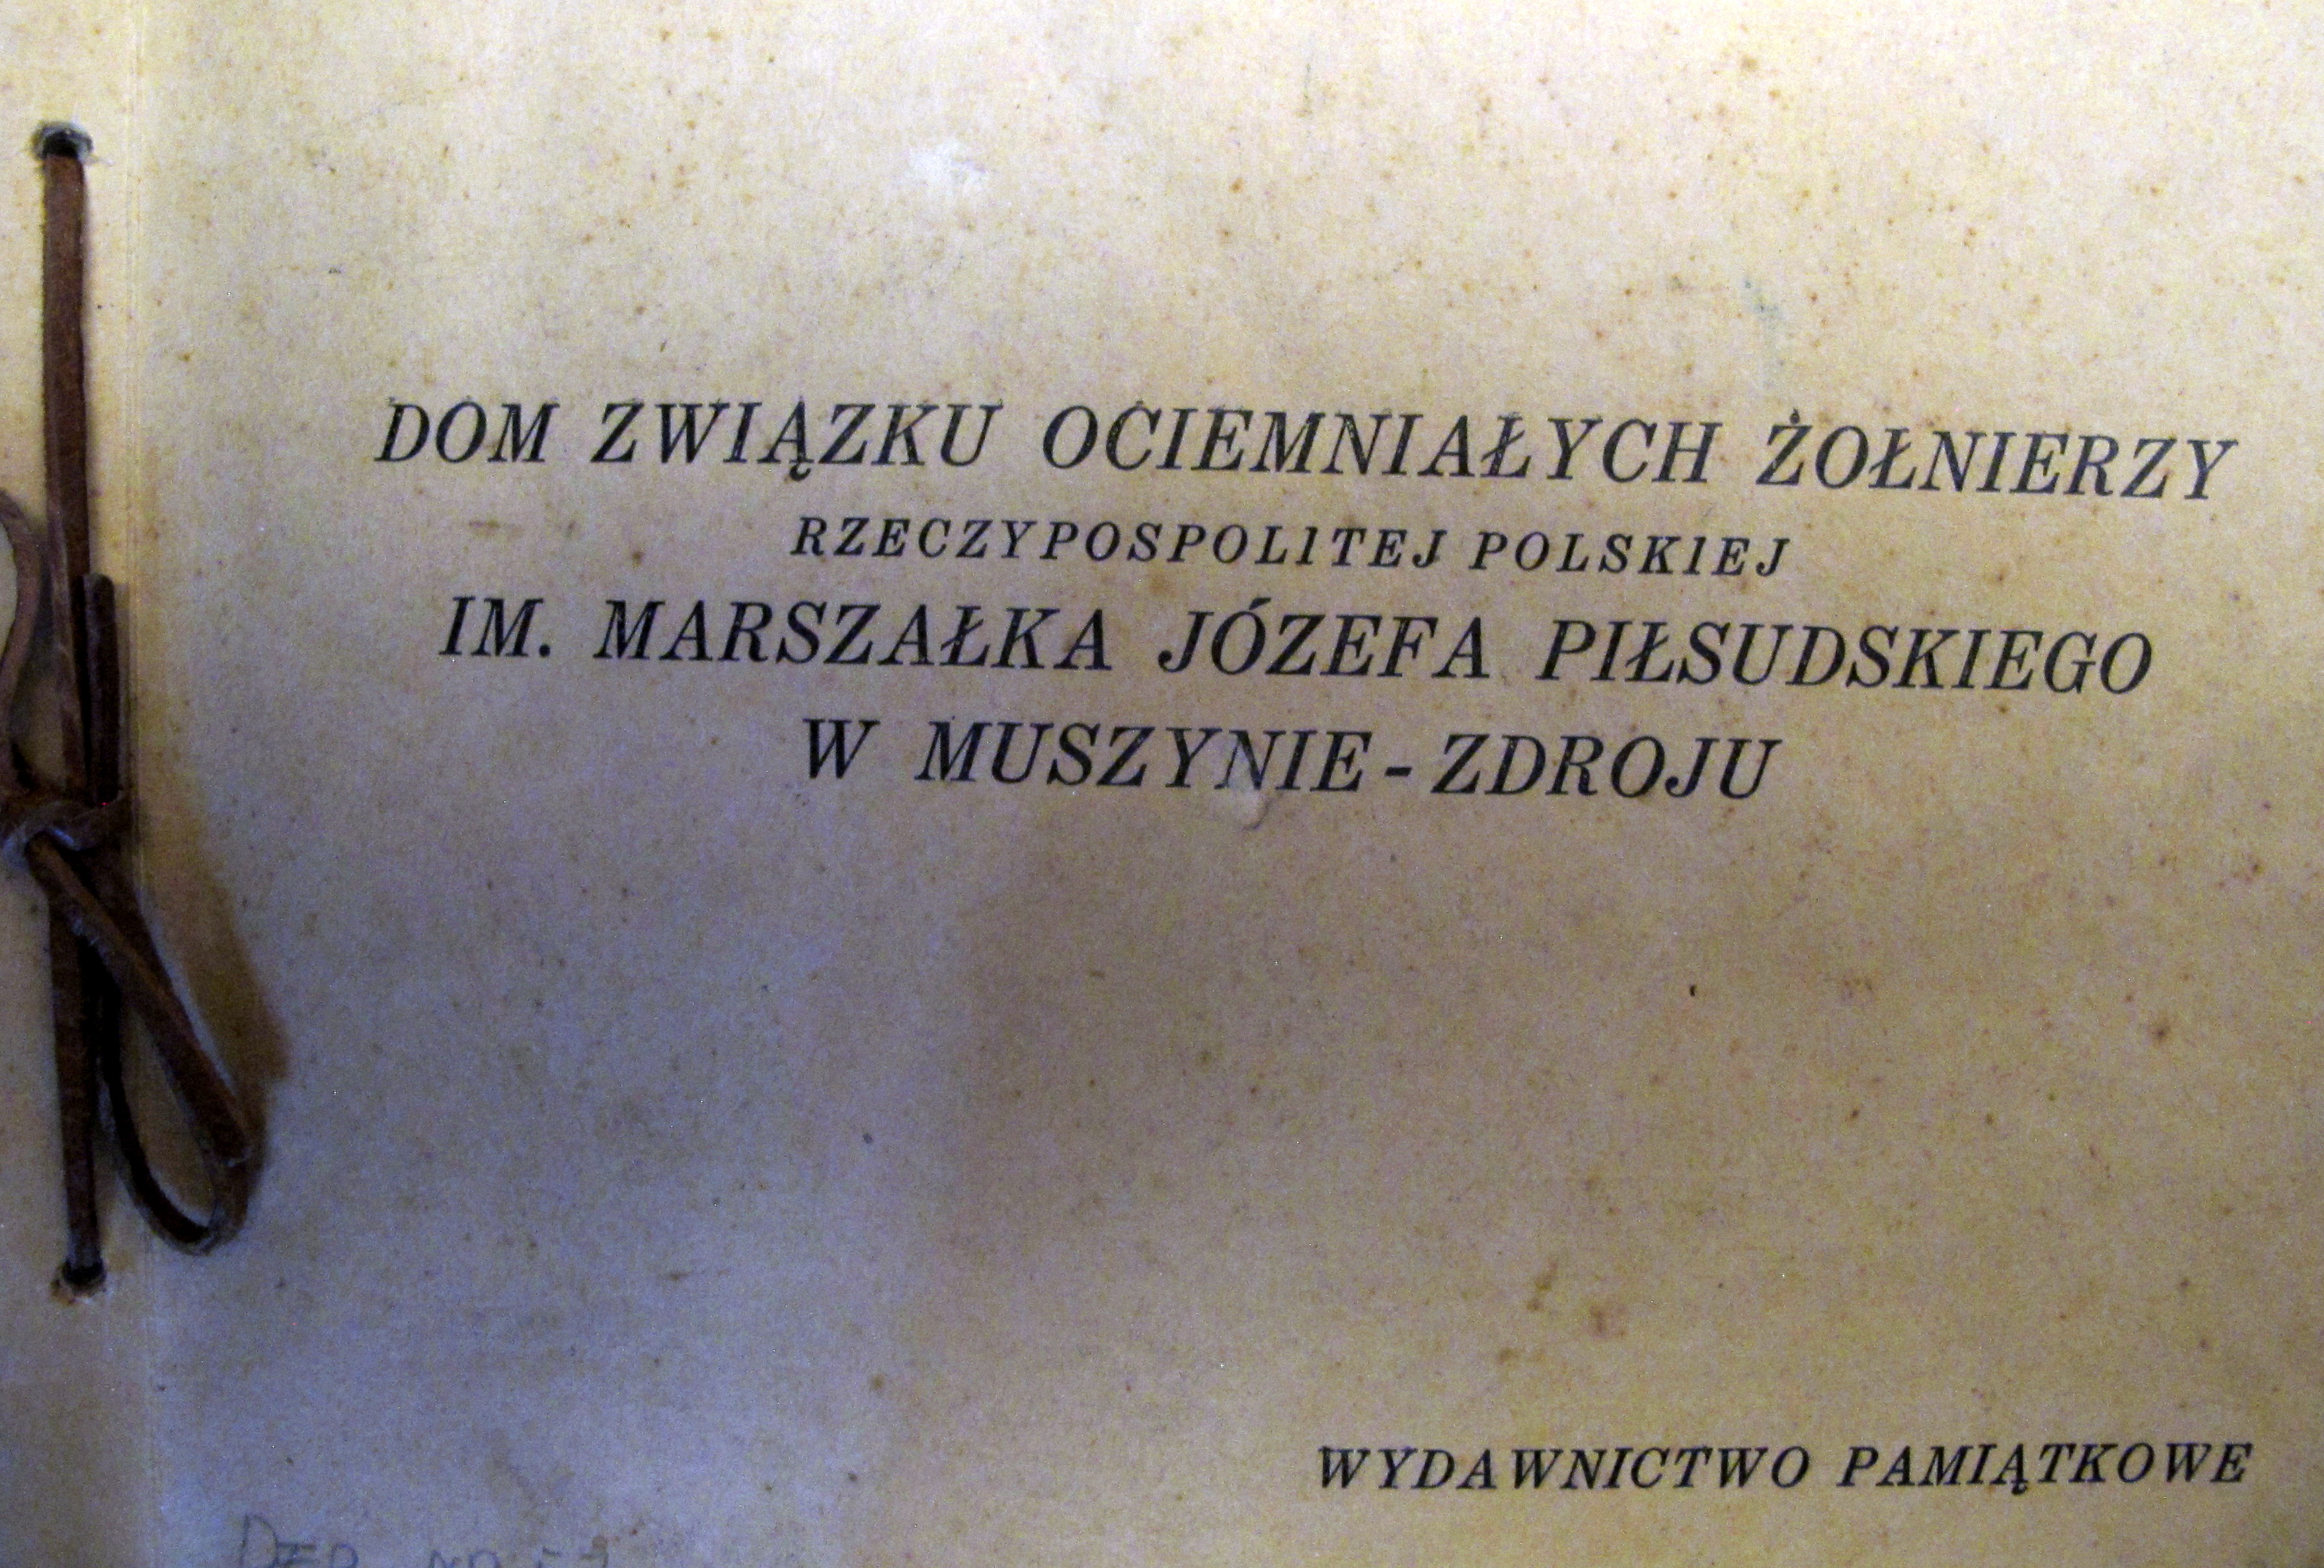 DOM ZWIĄZKU OCIEMNIAŁYCH ŻOŁNIERZY
RZECZYPOSPOLITEJ POLSKIEJ
IM. MARSZAŁKA JÓZEFA PIŁSUDSKIEGO
W MUSZYNIE-ZDROJU
WYDAWNICTWO PAMIĄTKOWE